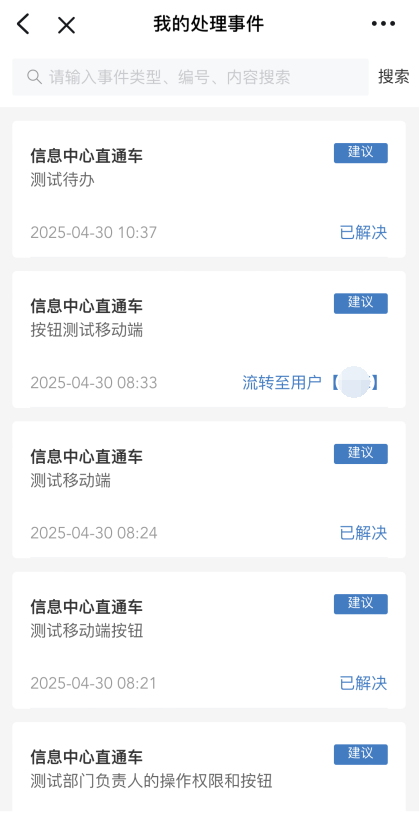 我的处理事件
请输入事件类型、编号、内容搜索 搜索
信息中心直通车 建议
测试待办
2025-04-30 10:37 已解决
信息中心直通车 建议
按钮测试移动端
2025-04-30 08:33 流转至用户【】
信息中心直通车 建议
测试移动端
2025-04-30 08:24 已解决
信息中心直通车 建议
测试移动端按钮
2025-04-30 08:21 已解决
信息中心直通车 建议
测试部门负责人的操作权限和按钮